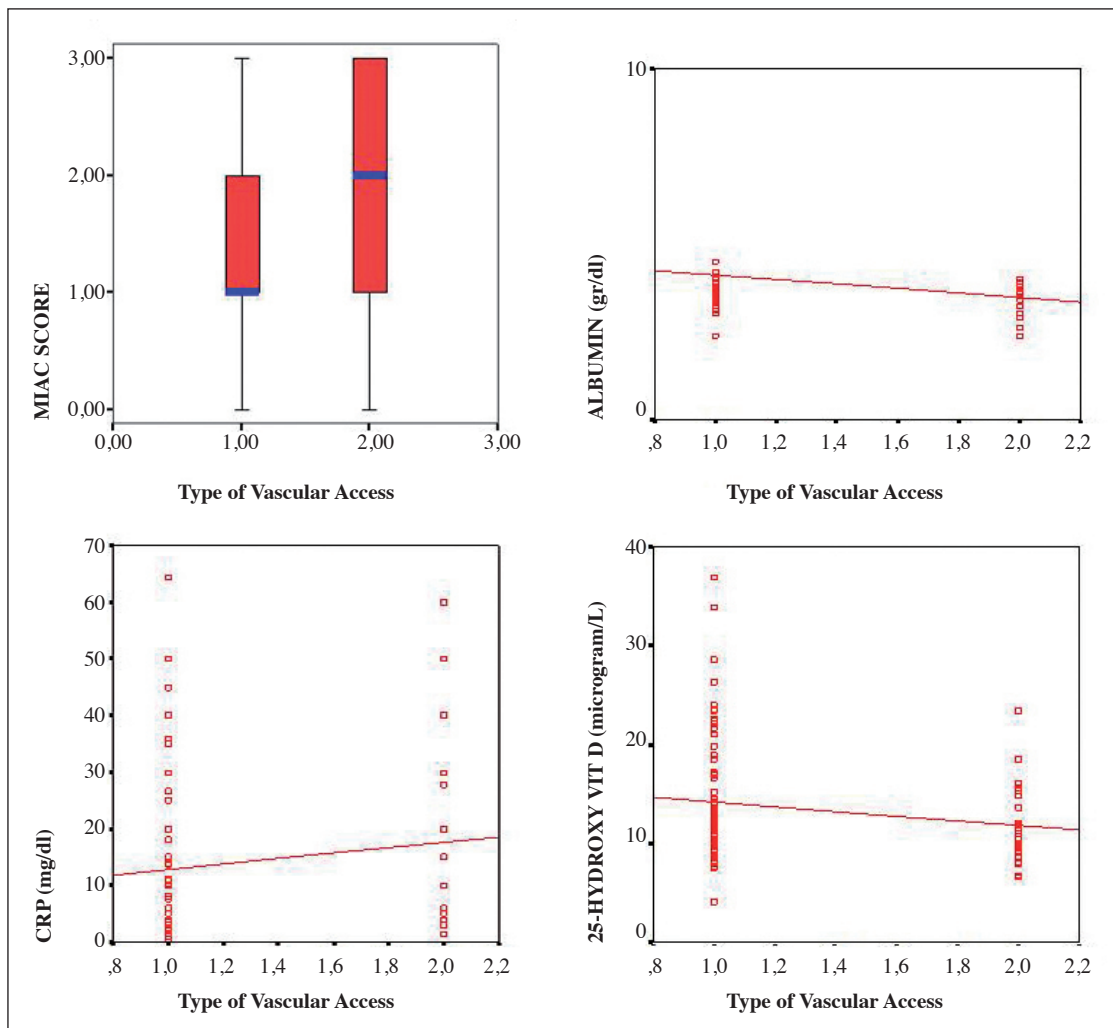 MIAC SCORE
3,00
2,00
1,00
0,00
0,00 1,00 2,00 3,00
Type of Vascular Access
ALBUMIN (gr/dl)
10
0
,8 1,0 1,2 1,4 1,6 1,8 2,0 2,2
Type of Vascular Access
CRP (mg/dl)
70
60
50
40
30
20
10
0
,8 1,0 1,2 1,4 1,6 1,8 2,0 2,2
Type of Vascular Access
25-HYDROXY VIT D (microgram/L)
40
30
20
10
0
,8 1,0 1,2 1,4 1,6 1,8 2,0 2,2
Type of Vascular Access